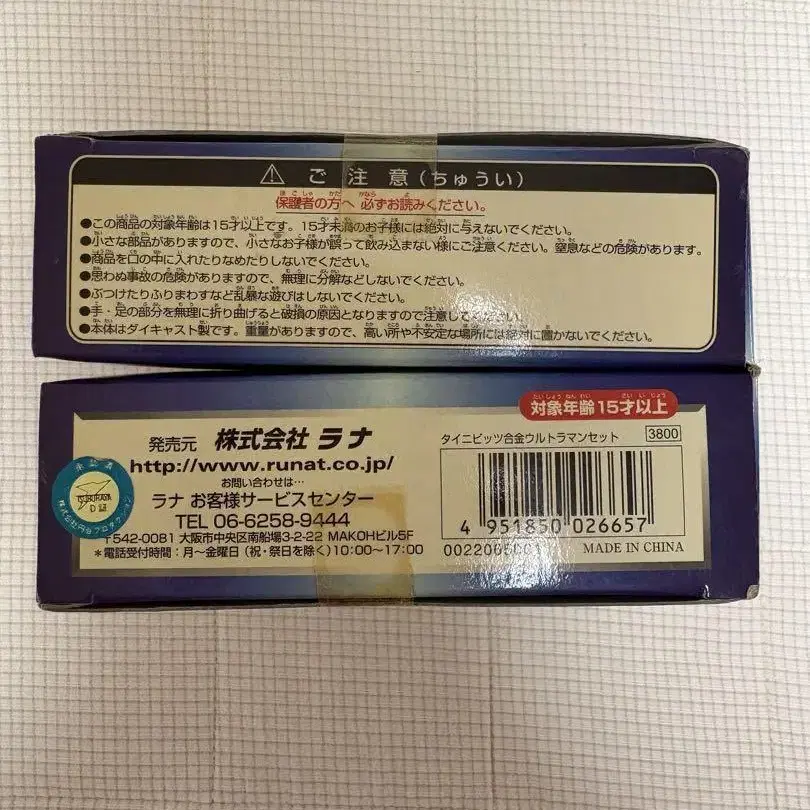 ⚠ ご注意(ちゅうい)
保護者の方へ 必ずお読みください。
●この商品の対象年齢は15才以上です。15才未満のお子様には絶対に与えないでください。
●小さな部品がありますので、小さなお子様が誤って飲み込まない様にご注意ください。窒息などの危険があります。
●商品を口の中に入れたりなめたりしないでください。
●思わぬ事故の危険がありますので、無理に分解などしないでください。
●ぶつけたりふりまわすなど乱暴な遊びはしないでください。
●手・足の部分を無理に折り曲げると破損の原因となりますので注意してください。
●本体はダイキャスト製です。重量がありますので、高い所や不安定な場所には絶対に置かないでください。
対象年齢15才以上
発売元 株式会社 ラナ
http://www.runat.co.jp/
お問い合わせは…
ラナ お客様サービスセンター
TEL 06-6258-9444
〒542-0081 大阪市中央区南船場3-2-22 MAKOHビル5F
*電話受付時間:月〜金曜日(祝・祭日を除く)10:00〜17:00
タイニビッツ合金ウルトラマンセット 3800
4 951850 026657
MADE IN CHINA
TSUBURAYA
株式会社円谷プロダクション